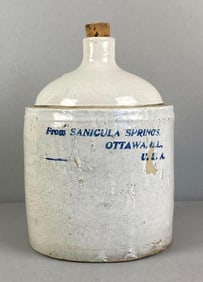 From SANICULA SPRINGS,
OTTAWA, ILL.,
U.S.A.